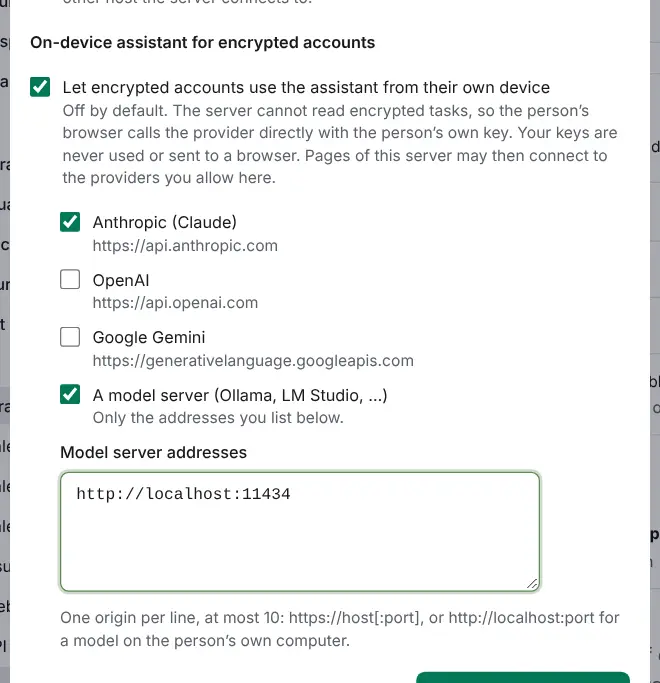 other host the server connects to.
On-device assistant for encrypted accounts
Let encrypted accounts use the assistant from their own device
Off by default. The server cannot read encrypted tasks, so the person’s
browser calls the provider directly with the person’s own key. Your keys are
never used or sent to a browser. Pages of this server may then connect to
the providers you allow here.
Anthropic (Claude)
https://api.anthropic.com
OpenAI
https://api.openai.com
Google Gemini
https://generativelanguage.googleapis.com
A model server (Ollama, LM Studio, ...)
Only the addresses you list below.
Model server addresses
http://localhost:11434
One origin per line, at most 10: https://host[:port], or http://localhost:port for
a model on the person’s own computer.